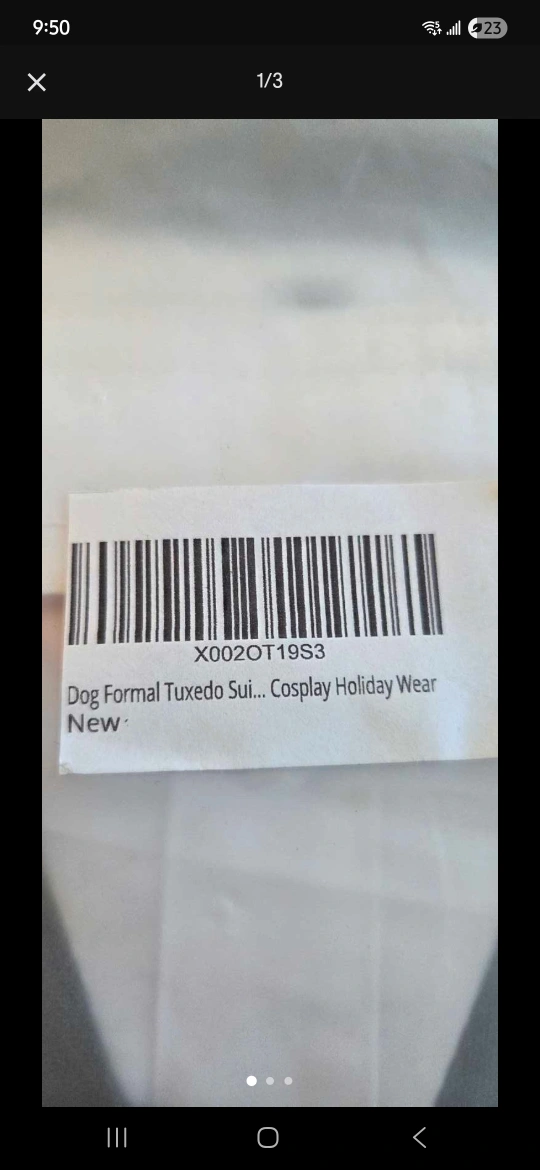 9:50
23
1/3
X002OT19S3
Dog Formal Tuxedo Sui... Cosplay Holiday Wear
New